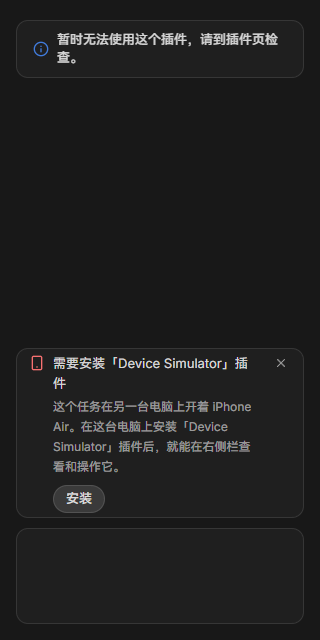 暂时无法使用这个插件，请到插件页检
查。
需要安装「Device Simulator」插
件
这个任务在另一台电脑上开着 iPhone
Air。在这台电脑上安装「Device
Simulator」插件后，就能在右侧栏查
看和操作它。
安装